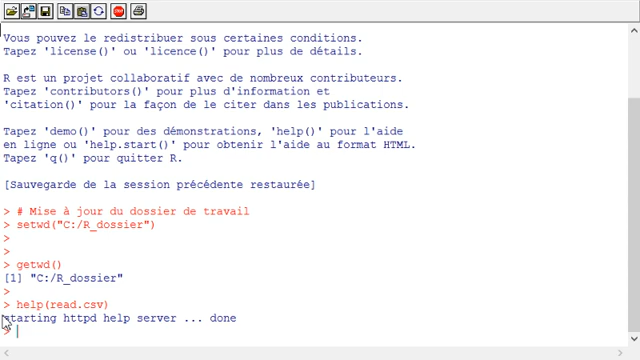 Vous pouvez le redistribuer sous certaines conditions.
Tapez 'license()' ou 'licence()' pour plus de détails.
R est un projet collaboratif avec de nombreux contributeurs.
Tapez 'contributors()' pour plus d'information et
'citation()' pour la façon de le citer dans les publications.
Tapez 'demo()' pour des démonstrations, 'help()' pour l'aide
en ligne ou 'help.start()' pour obtenir l'aide au format HTML.
Tapez 'q()' pour quitter R.
[Sauvegarde de la session précédente restaurée]
> # Mise à jour du dossier de travail
> setwd("C:/R_dossier")
>
>
> getwd()
[1] "C:/R_dossier"
>
> help(read.csv)
starting httpd help server ... done
>